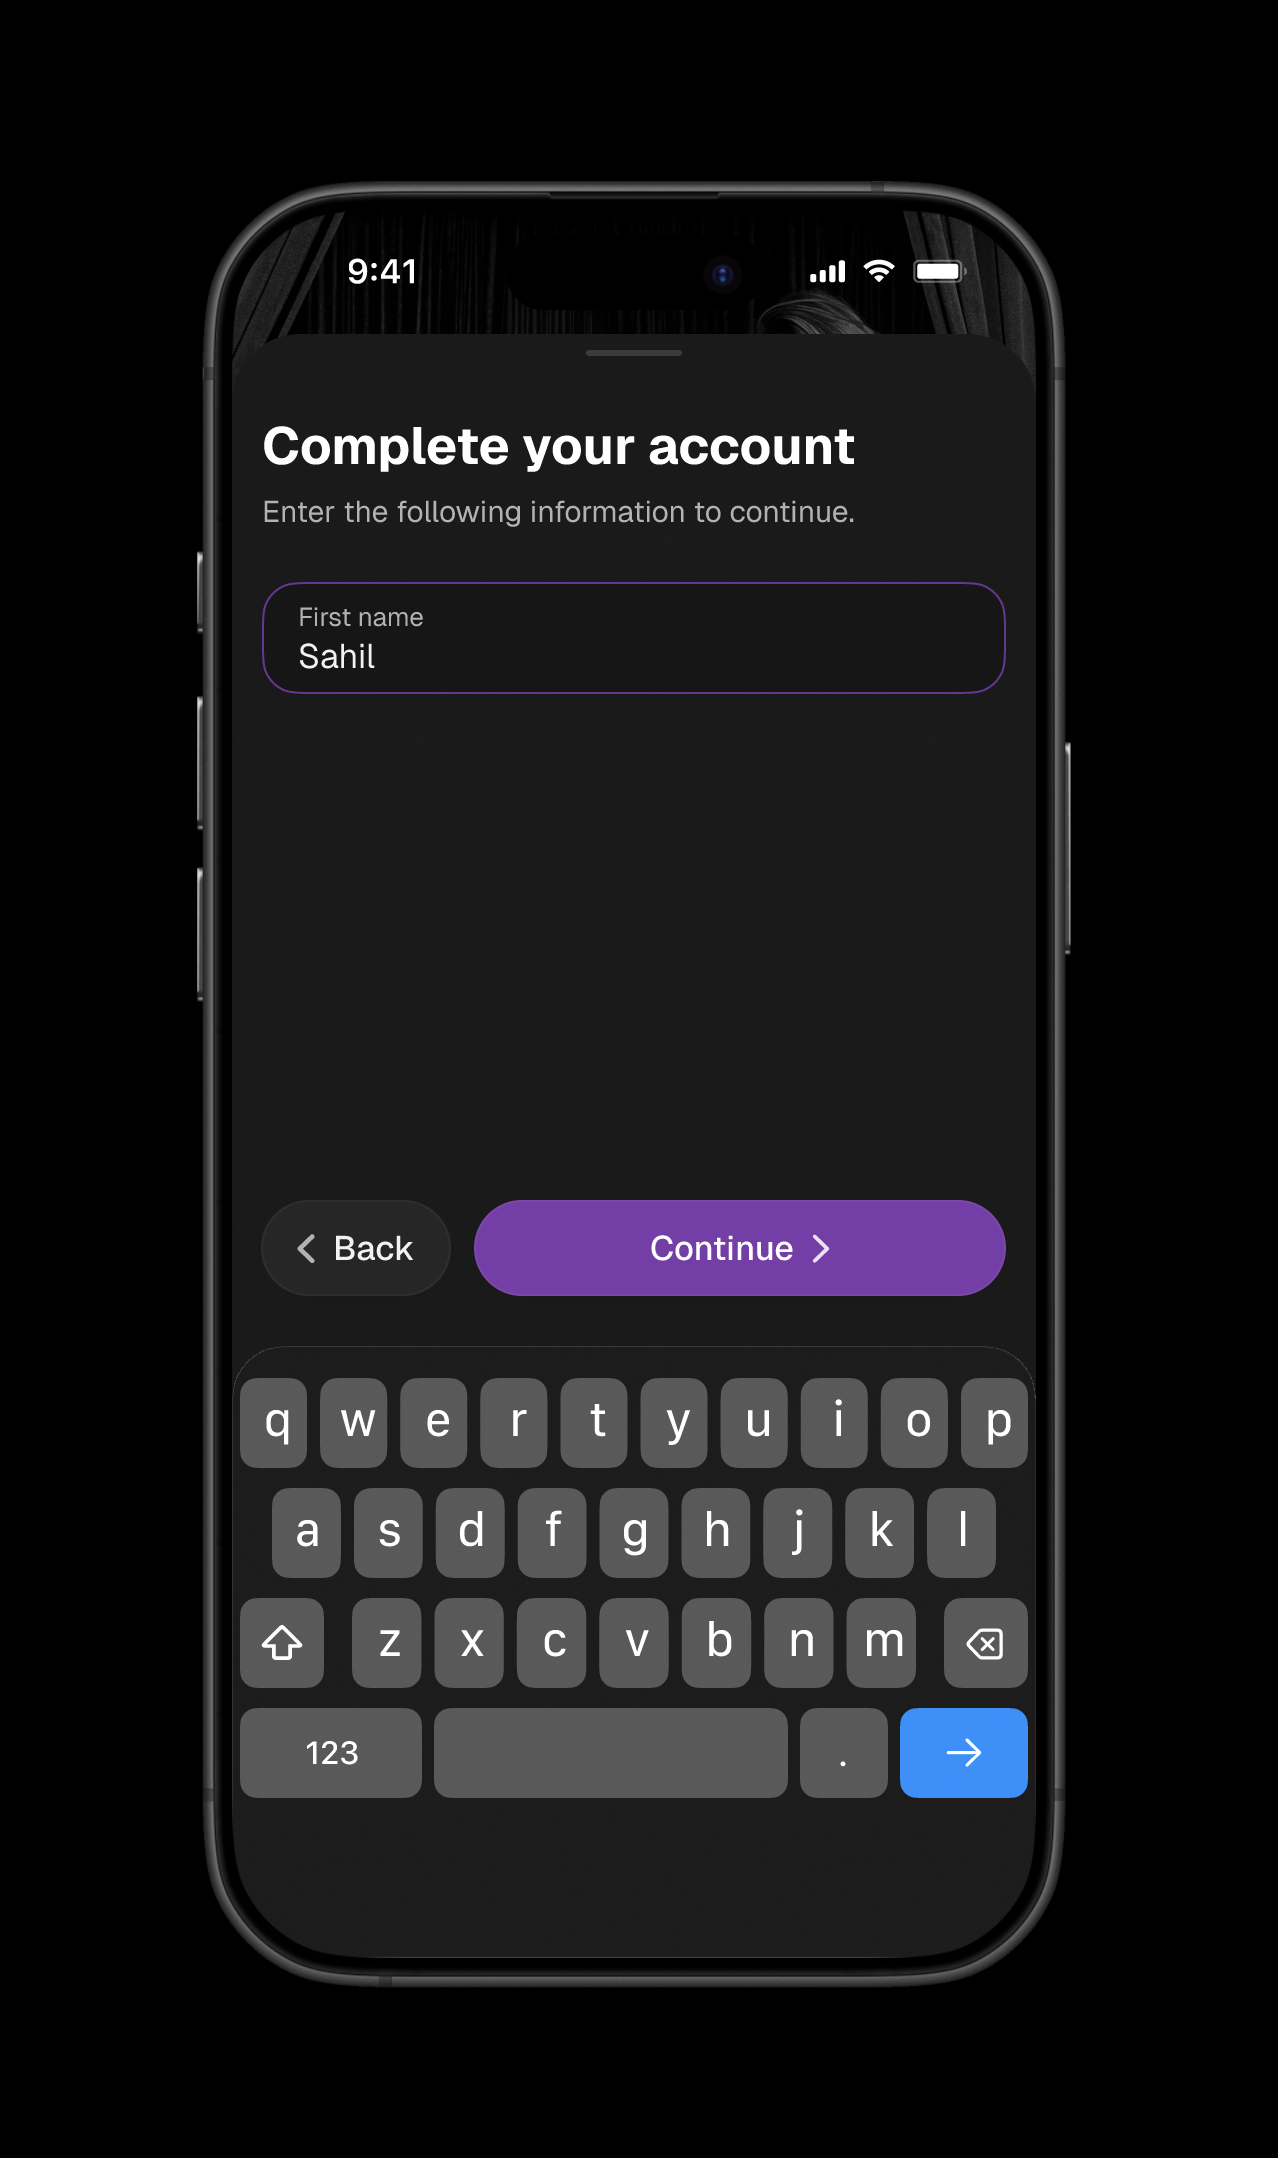 9:41
Complete your account
Enter the following information to continue.
First name
Sahil
Back
Continue
q w e r t y u i o p
a s d f g h j k l
z x c v b n m
123 .